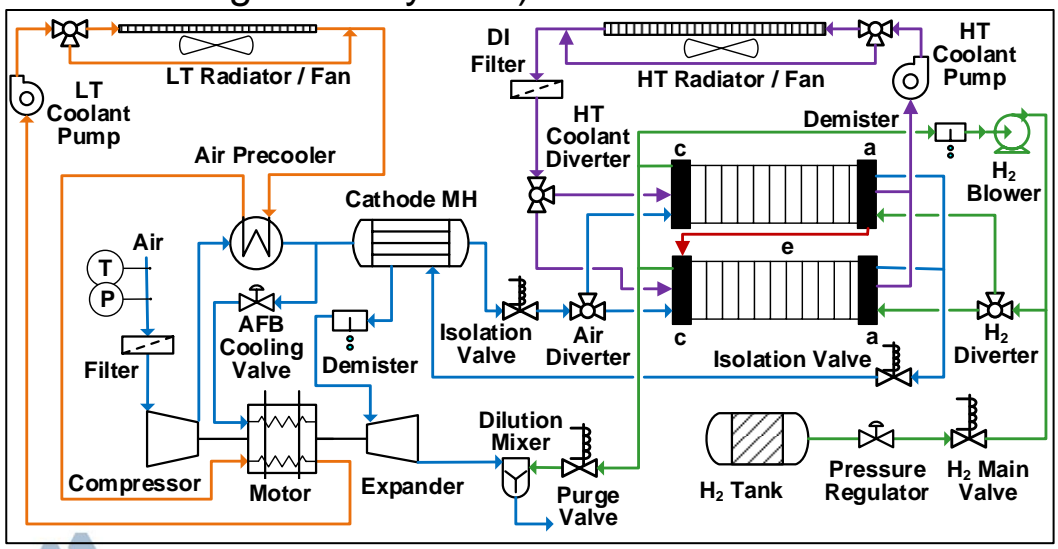 DI
Filter
HT
Coolant
Pump
LT Radiator / Fan
HT Radiator / Fan
LT
Coolant
Pump
HT
Coolant
Diverter
Demister
Air Precooler
c
a
H₂
Blower
Cathode MH
Air
T
P
e
AFB
Cooling
Valve
Demister
Isolation
Valve
Air
Diverter
c
a
H₂
Diverter
Isolation Valve
Filter
Dilution
Mixer
Compressor
Motor
Expander
Purge
Valve
H₂ Tank
Pressure
Regulator
H₂ Main
Valve